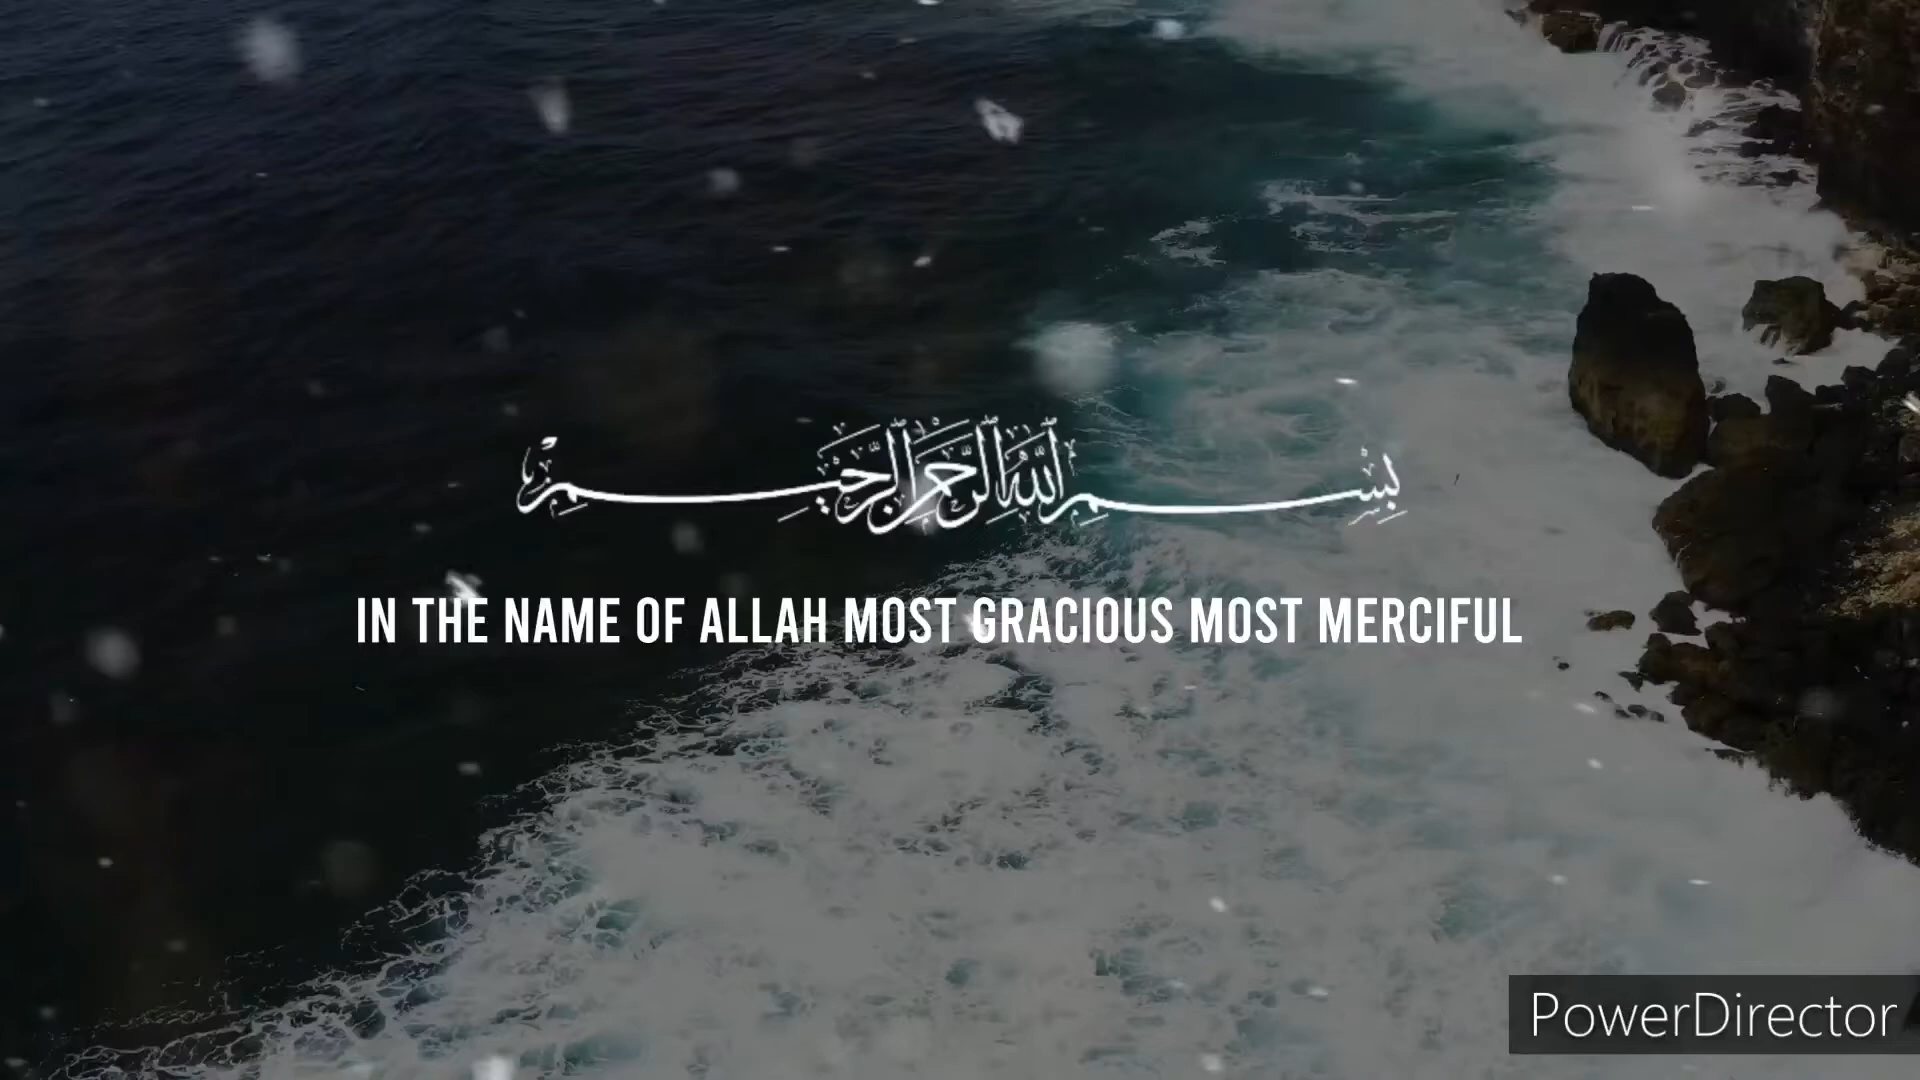 بِسْمِ ٱللَّهِ ٱلرَّحْمَٰنِ ٱلرَّحِيمِ
IN THE NAME OF ALLAH MOST GRACIOUS MOST MERCIFUL
PowerDirector